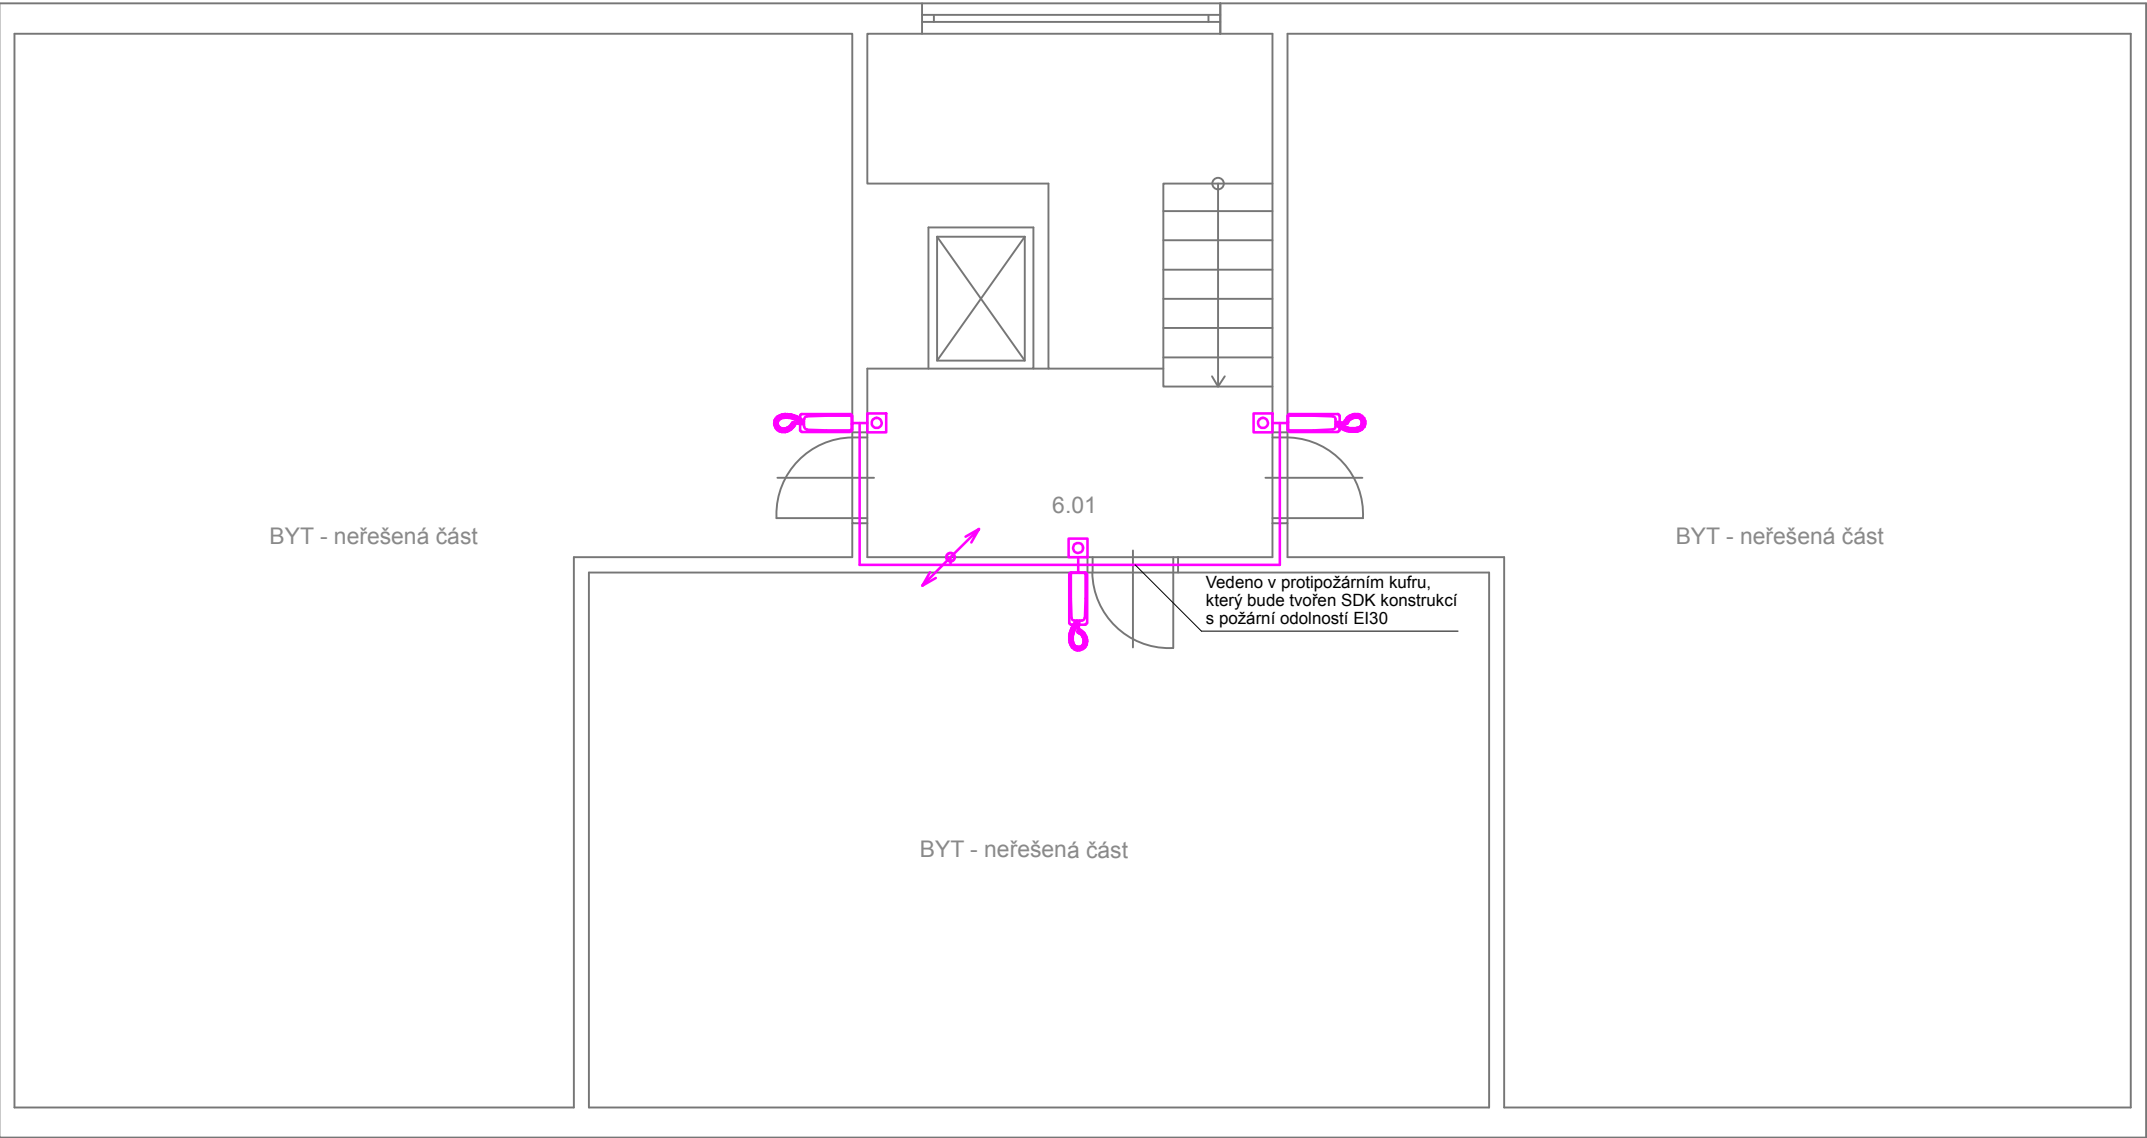 6.01
BYT - neřešená část
BYT - neřešená část
Vedeno v protipožárním kufru,
který bude tvořen SDK konstrukcí
s požární odolností EI30
BYT - neřešená část